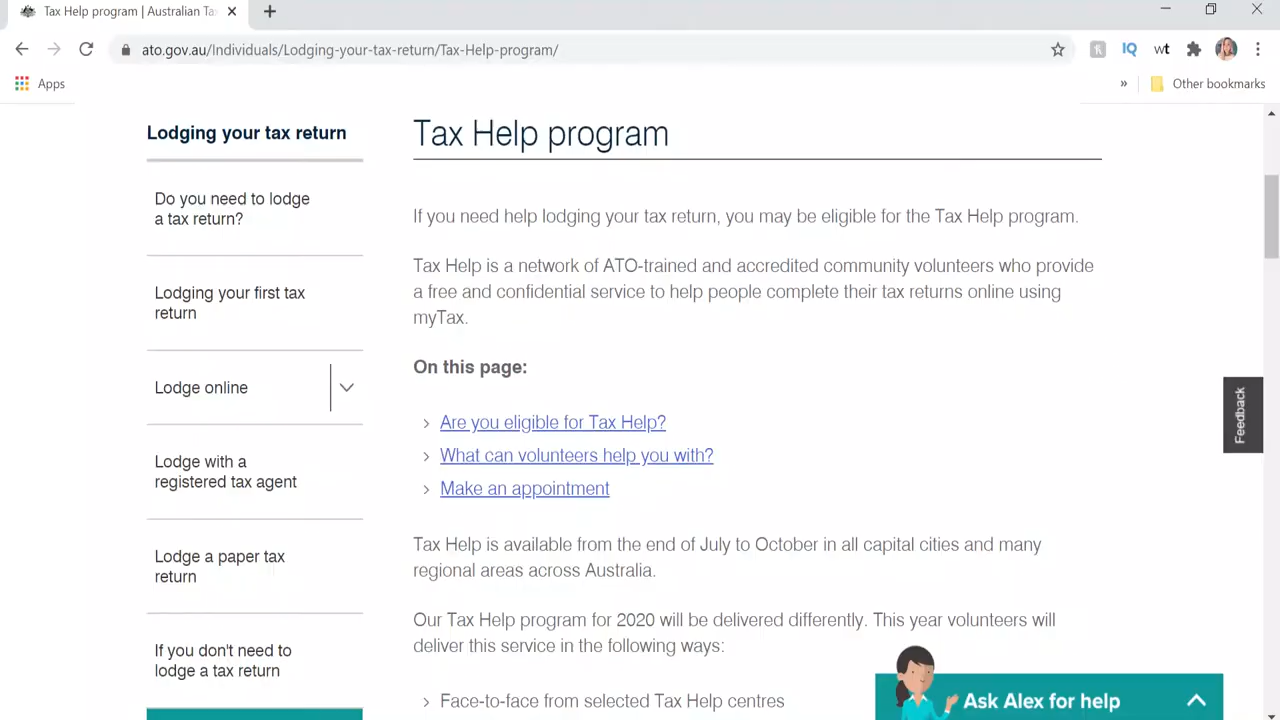 Tax Help program | Australian Tax
ato.gov.au/Individuals/Lodging-your-tax-return/Tax-Help-program/
IQ
wt
Apps
»
Other bookmarks
Lodging your tax return
Do you need to lodge
a tax return?
Lodging your first tax
return
Lodge online
Lodge with a
registered tax agent
Lodge a paper tax
return
If you don't need to
lodge a tax return
Tax Help program
If you need help lodging your tax return, you may be eligible for the Tax Help program.
Tax Help is a network of ATO-trained and accredited community volunteers who provide
a free and confidential service to help people complete their tax returns online using
myTax.
On this page:
Are you eligible for Tax Help?
What can volunteers help you with?
Make an appointment
Tax Help is available from the end of July to October in all capital cities and many
regional areas across Australia.
Our Tax Help program for 2020 will be delivered differently. This year volunteers will
deliver this service in the following ways:
Face-to-face from selected Tax Help centres
Feedback
Ask Alex for help